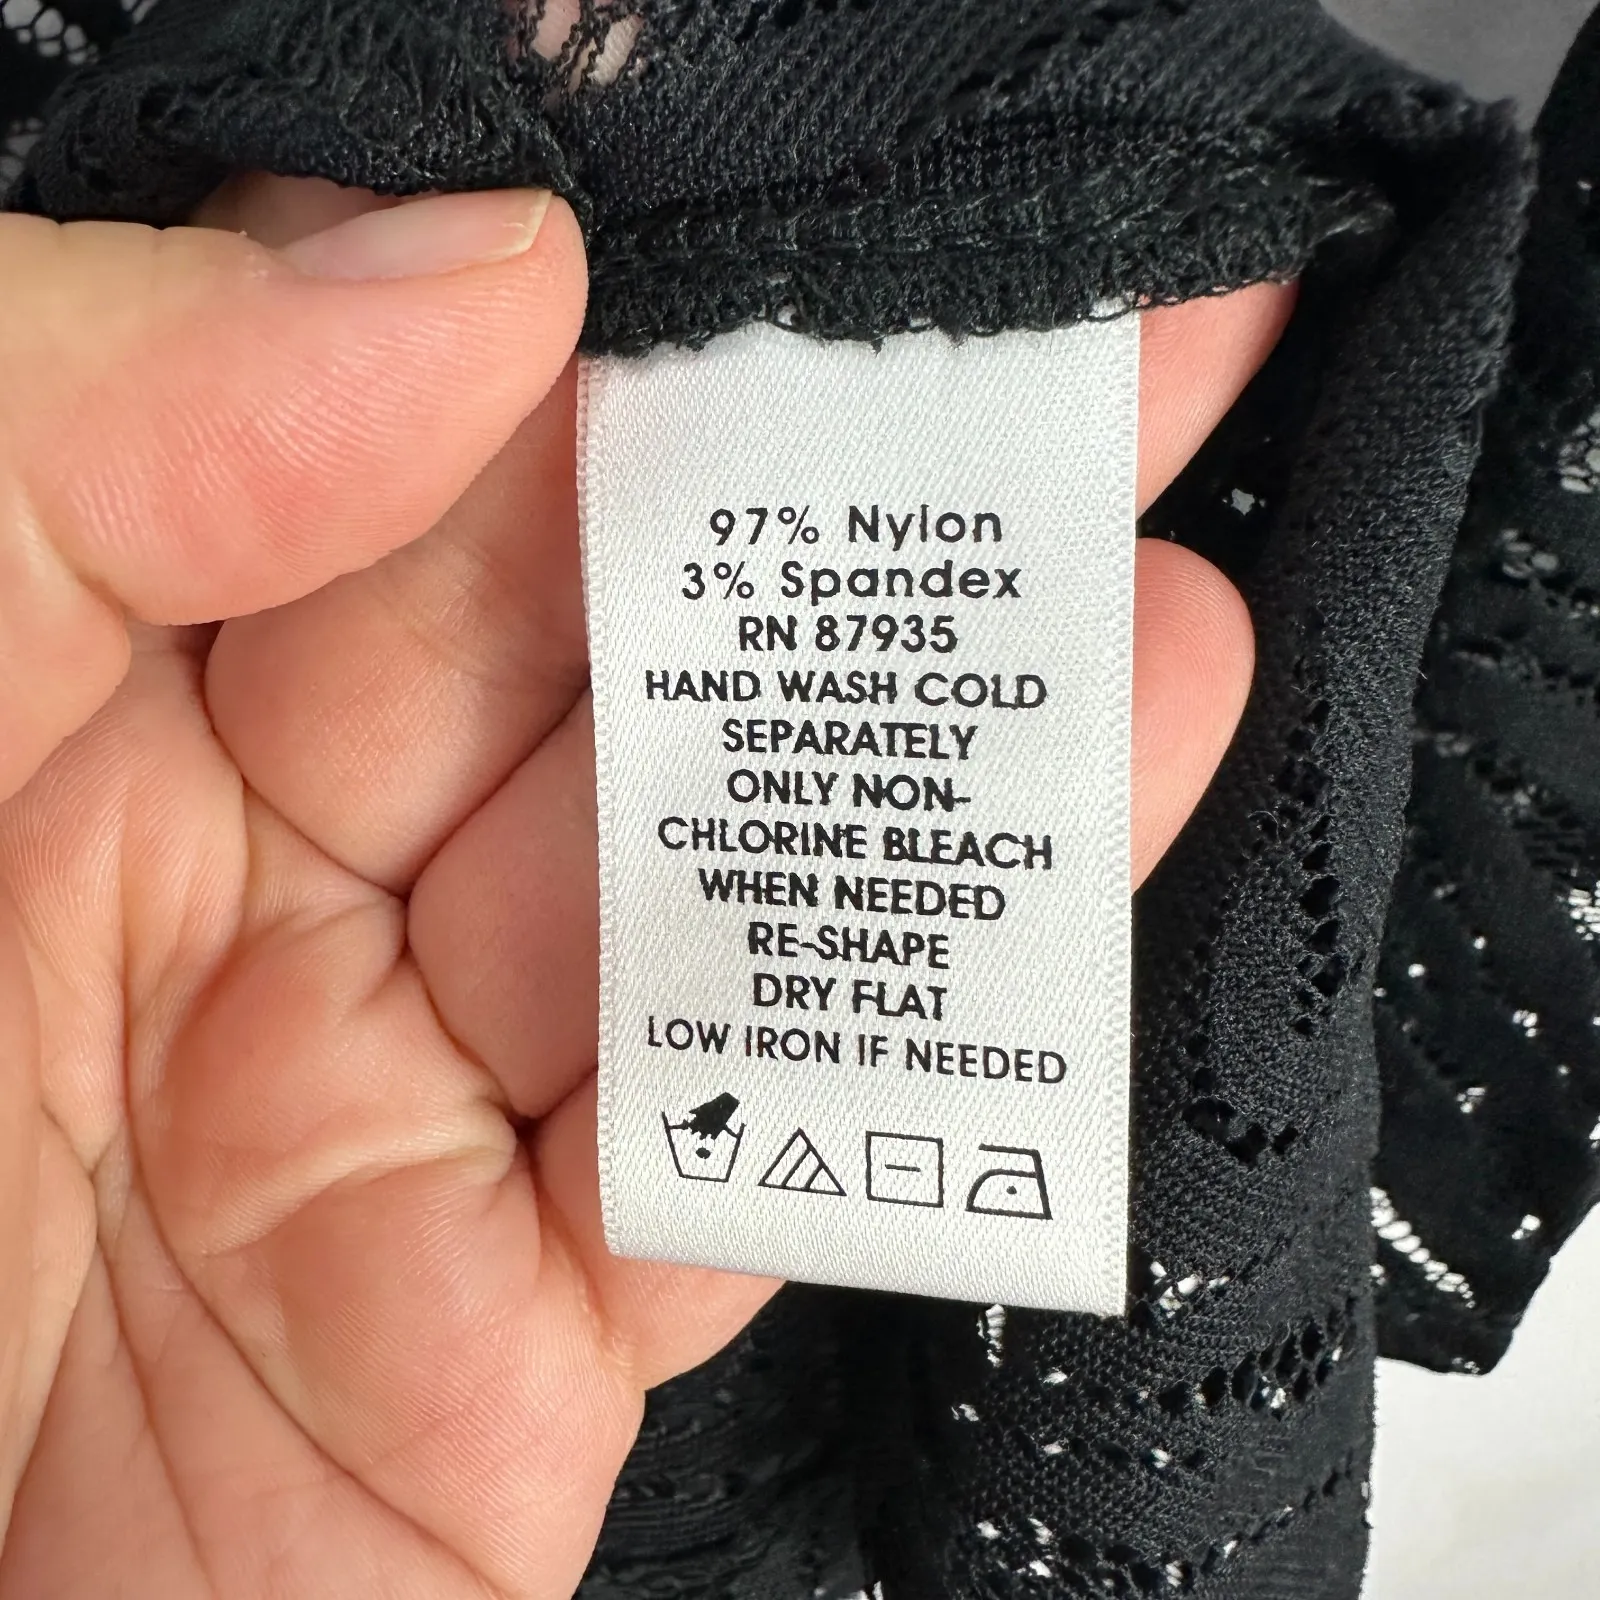 97% Nylon
3% Spandex
RN 87935
HAND WASH COLD
SEPARATELY
ONLY NON-
CHLORINE BLEACH
WHEN NEEDED
RE-SHAPE
DRY FLAT
LOW IRON IF NEEDED